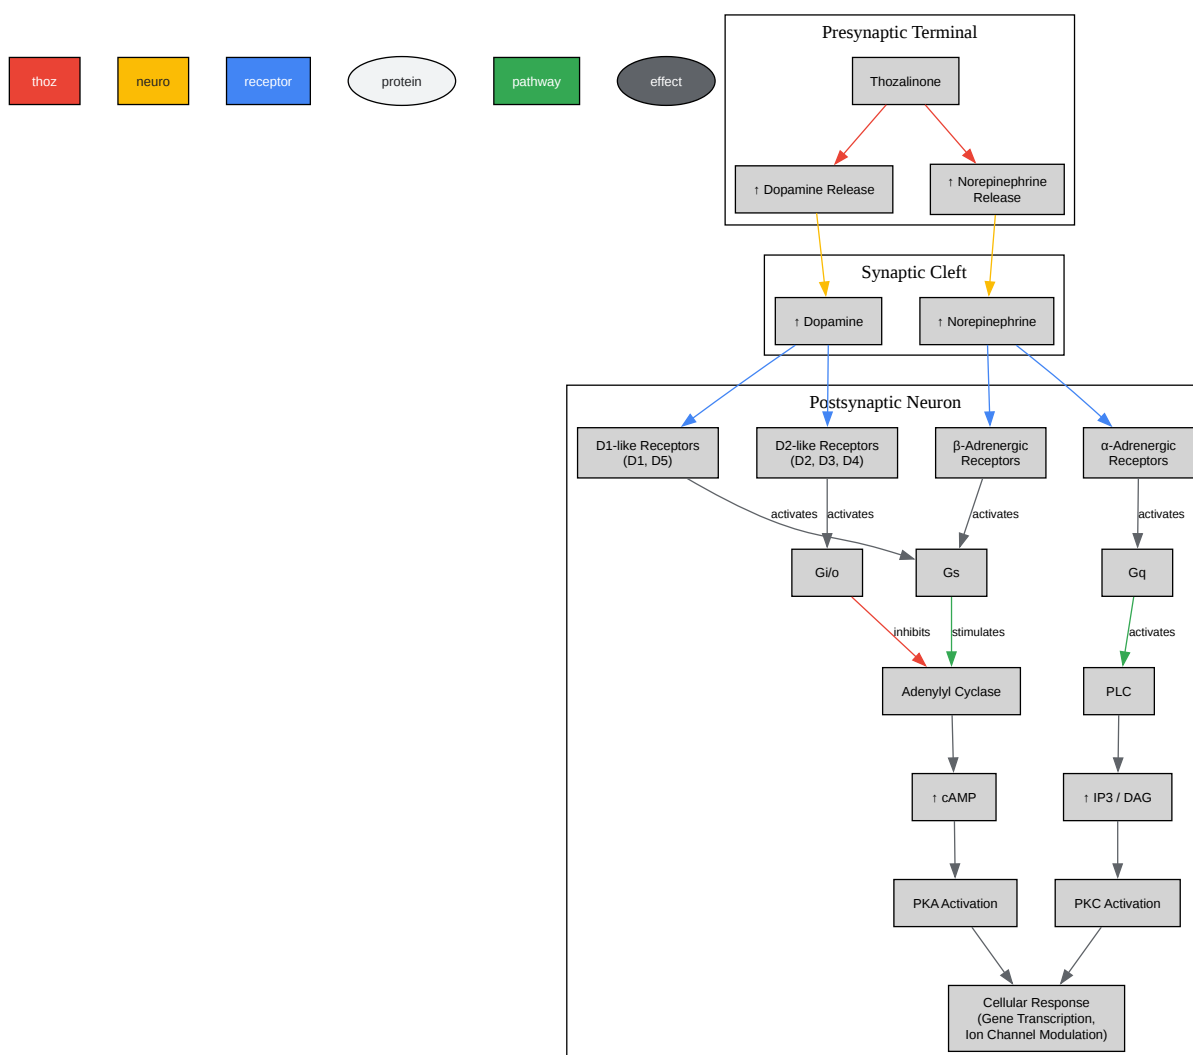 Presynaptic Terminal
thoz
neuro
receptor
protein
pathway
effect
Thozalinone
↑ Dopamine Release
↑ Norepinephrine
Release
Synaptic Cleft
↑ Dopamine
↑ Norepinephrine
Postsynaptic Neuron
D1-like Receptors
(D1, D5)
D2-like Receptors
(D2, D3, D4)
β-Adrenergic
Receptors
α-Adrenergic
Receptors
activates
activates
activates
activates
Gi/o
Gs
Gq
inhibits
stimulates
activates
Adenylyl Cyclase
PLC
↑ cAMP
↑ IP3 / DAG
PKA Activation
PKC Activation
Cellular Response
(Gene Transcription,
Ion Channel Modulation)